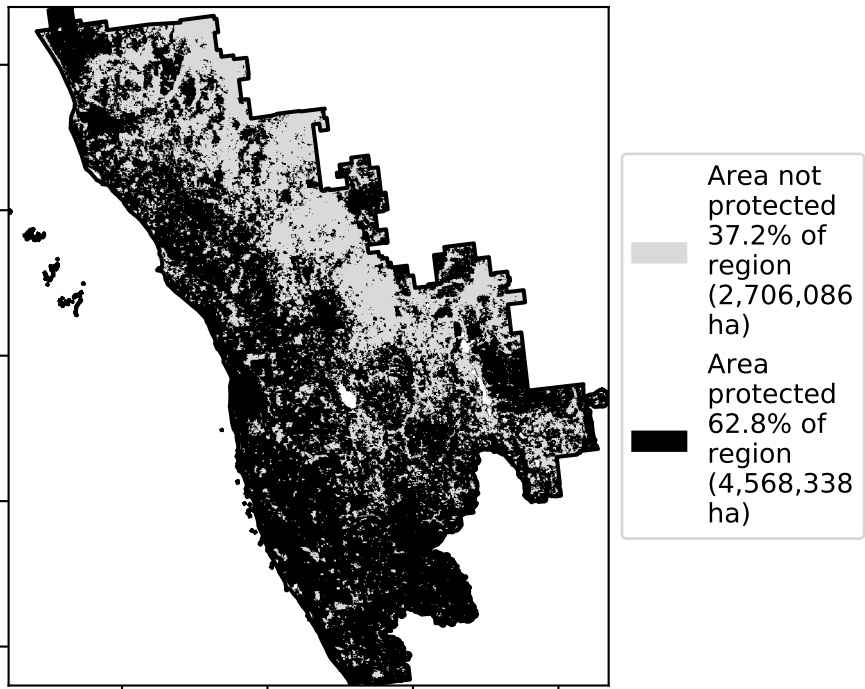 Area not
protected
37.2% of
region
(2,706,086
ha)
Area
protected
62.8% of
region
(4,568,338
ha)